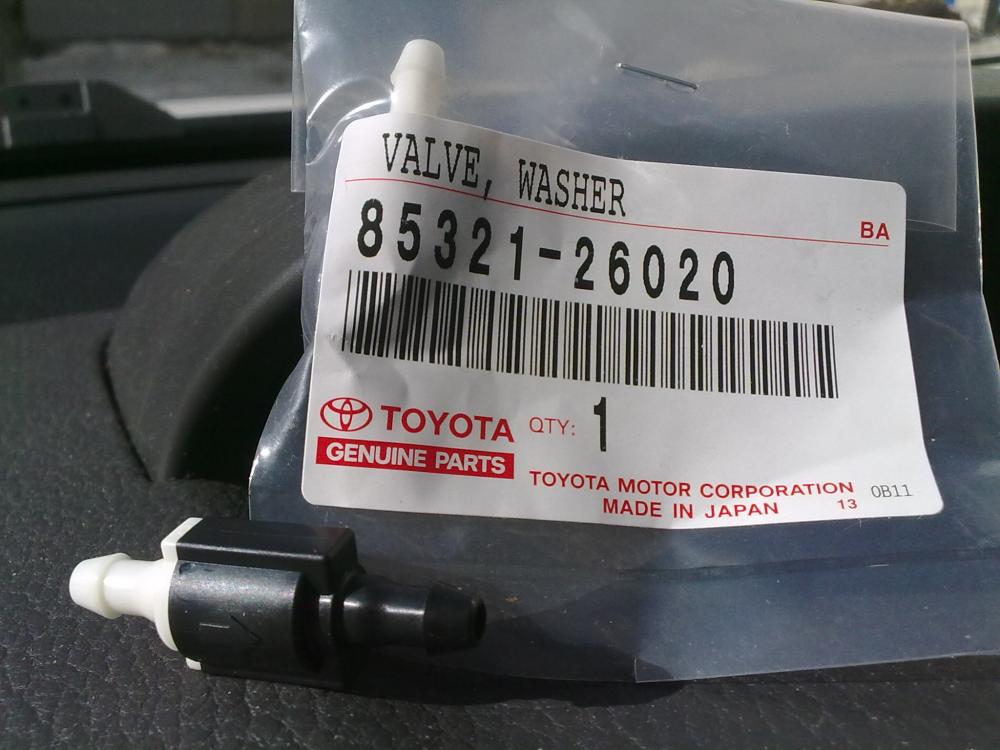 VALVE, WASHER
BA
85321-26020
TOYOTA
QTY: 1
GENUINE PARTS
TOYOTA MOTOR CORPORATION 0B11
MADE IN JAPAN 13